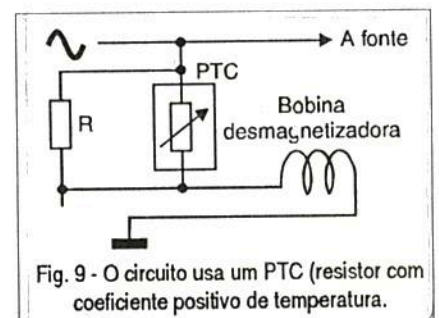 A fonte
PTC
R
Bobina
desmagnetizadora
Fig. 9 - O circuito usa um PTC (resistor com
coeficiente positivo de temperatura.